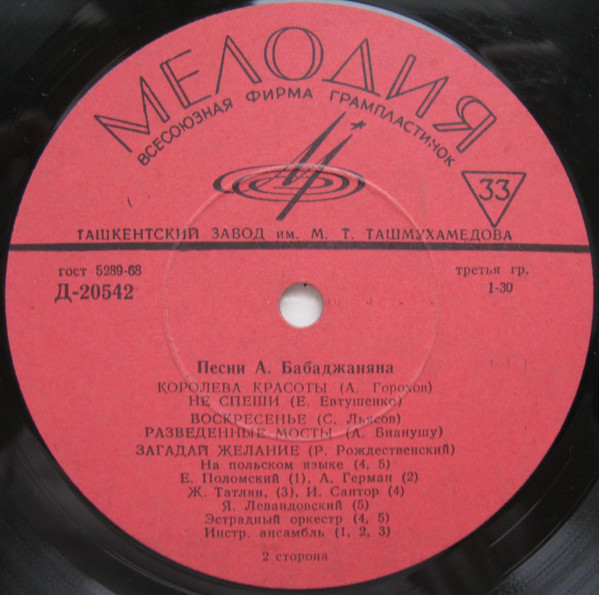 МЕЛОДИЯ
ВСЕСОЮЗНАЯ ФИРМА ГРАМПЛАСТИНОК
33
ТАШКЕНТСКИЙ ЗАВОД им. М. Т. ТАШМУХАМЕДОВА
гост 5289-68 третья гр.
Д-20542 1-30
Песни А. Бабаджаняна
КОРОЛЕВА КРАСОТЫ (А. Горохов)
НЕ СПЕШИ (Е. Евтушенко)
ВОСКРЕСЕНЬЕ (С. Льясов)
РАЗВЕДЕННЫЕ МОСТЫ (А. Бианушу)
ЗАГАДАЙ ЖЕЛАНИЕ (Р. Рождественский)
На польском языке (4, 5)
Е. Поломский (1), А. Герман (2)
Ж. Татлян, (3), И. Сантор (4)
Я. Левандовский (5)
Эстрадный оркестр (4, 5)
Инстр. ансамбль (1, 2, 3)
2 сторона